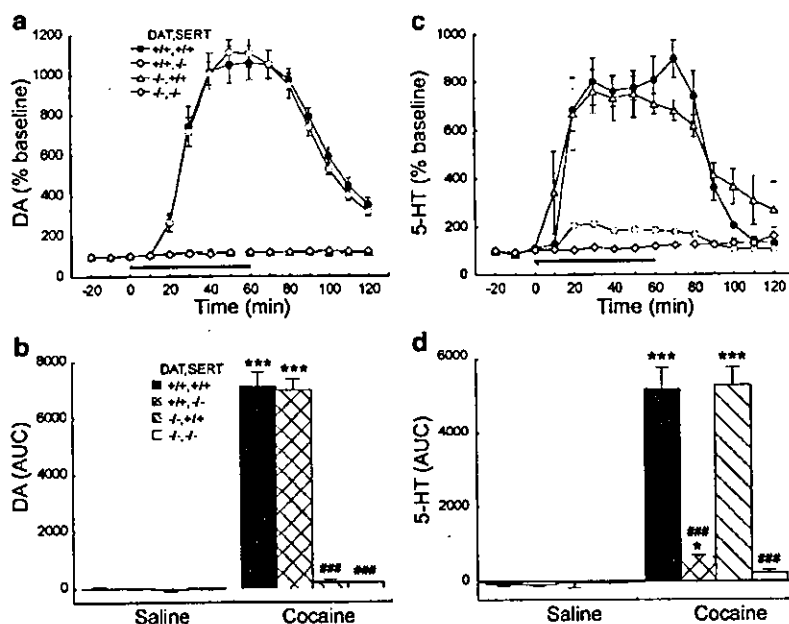 a
DAT,SERT
+/+,+/+
+/+,-/-
-/-,+/+
-/-,-/-
1200
1000
800
600
400
200
0
DA (% baseline)
-20 0 20 40 60 80 100 120
Time (min)
c
1000
800
600
400
200
0
5-HT (% baseline)
-20 0 20 40 60 80 100 120
Time (min)
b
DAT,SERT
+/+,+/+
+/+,-/-
-/-,+/+
-/-,-/-
8000
6000
4000
2000
0
DA (AUC)
*** ***
### ###
Saline Cocaine
d
6000
4000
2000
0
5-HT (AUC)
*** ***
### ###
*
Saline Cocaine